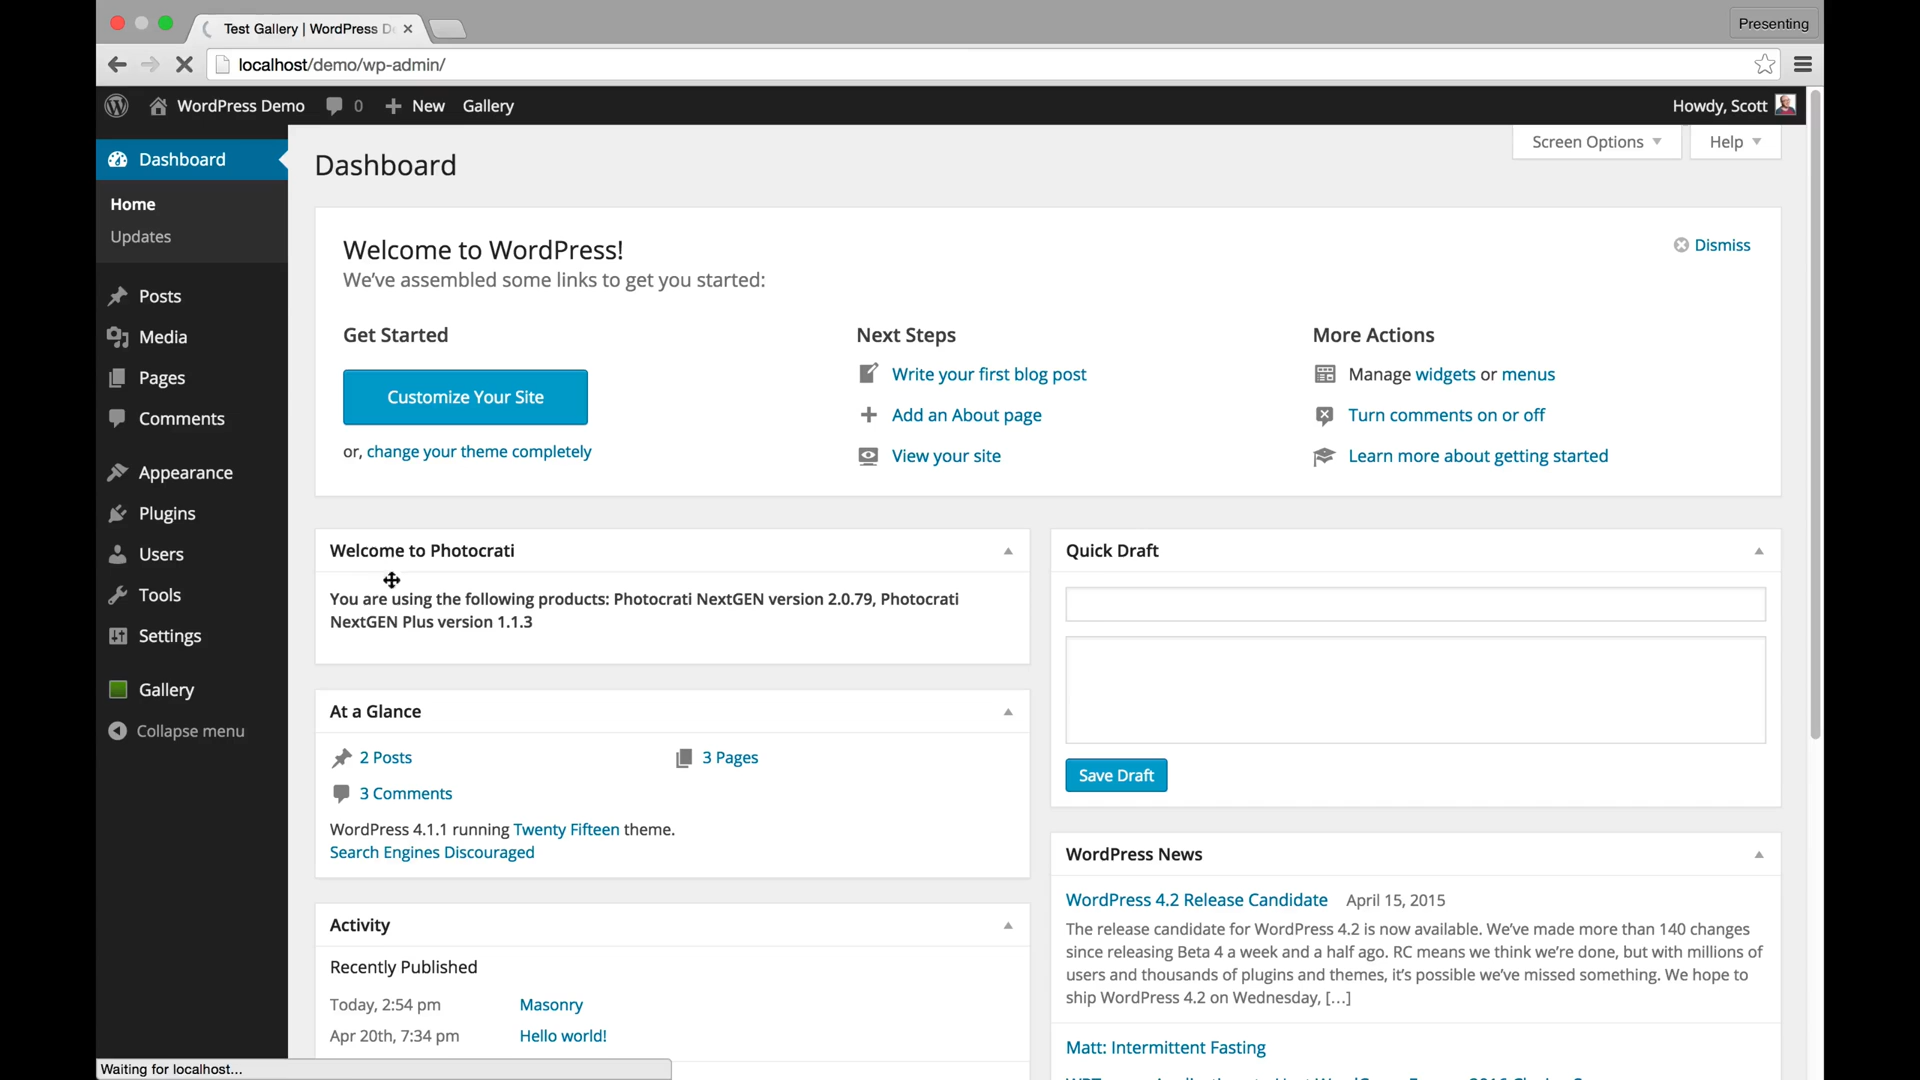 Test Gallery | WordPress D
Presenting
localhost/demo/wp-admin/
WordPress Demo
0
New
Gallery
Howdy, Scott
Screen Options
Help
Dashboard
Home
Updates
Posts
Media
Pages
Comments
Appearance
Plugins
Users
Tools
Settings
Gallery
Collapse menu
Dashboard
Welcome to WordPress!
We've assembled some links to get you started:
Dismiss
Get Started
Customize Your Site
or, change your theme completely
Next Steps
Write your first blog post
Add an About page
View your site
More Actions
Manage widgets or menus
Turn comments on or off
Learn more about getting started
Welcome to Photocrati
You are using the following products: Photocrati NextGEN version 2.0.79, Photocrati
NextGEN Plus version 1.1.3
At a Glance
2 Posts
3 Pages
3 Comments
WordPress 4.1.1 running Twenty Fifteen theme.
Search Engines Discouraged
Activity
Recently Published
Today, 2:54 pm Masonry
Apr 20th, 7:34 pm Hello world!
Quick Draft
Save Draft
WordPress News
WordPress 4.2 Release Candidate April 15, 2015
The release candidate for WordPress 4.2 is now available. We've made more than 140 changes
since releasing Beta 4 a week and a half ago. RC means we think we're done, but with millions of
users and thousands of plugins and themes, it's possible we've missed something. We hope to
ship WordPress 4.2 on Wednesday, […]
Matt: Intermittent Fasting
Waiting for localhost...